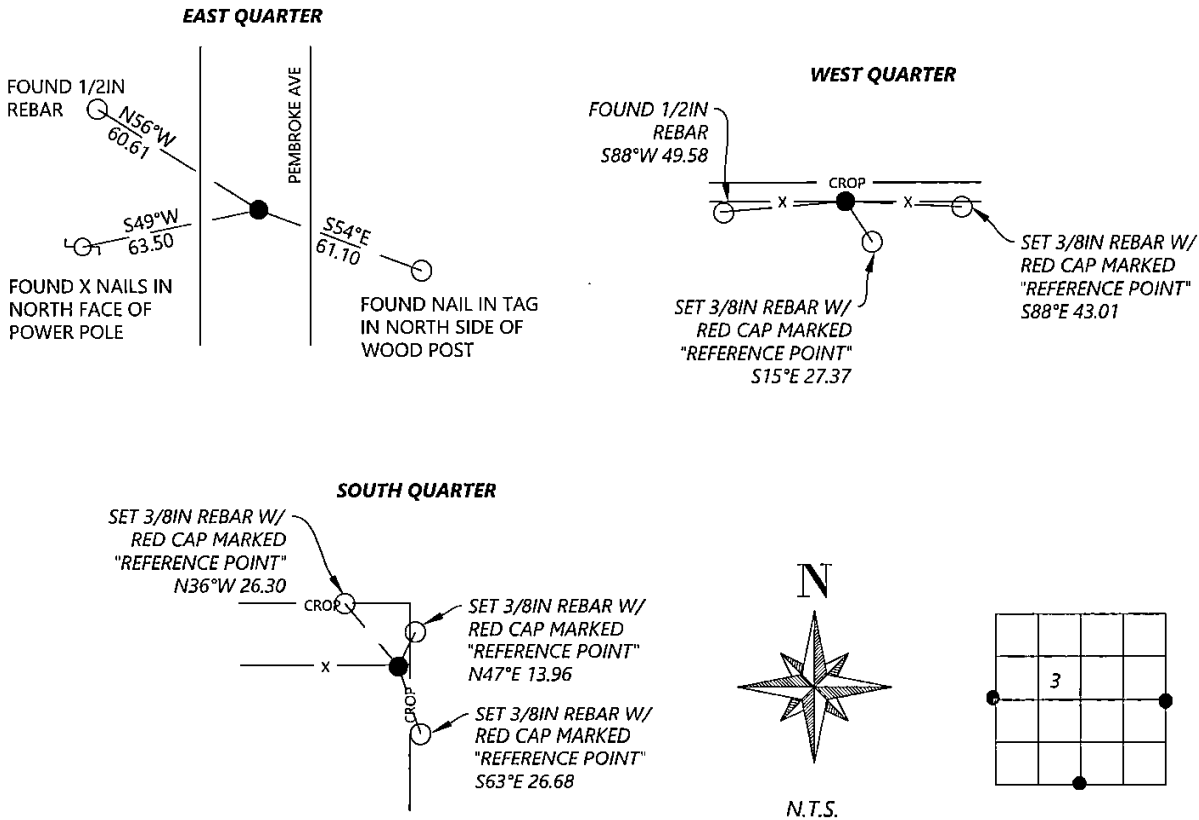 EAST QUARTER
FOUND 1/2IN
REBAR
N56°W
60.61
PEMBROKE AVE
S49°W
63.50
S54°E
61.10
FOUND X NAILS IN
NORTH FACE OF
POWER POLE
FOUND NAIL IN TAG
IN NORTH SIDE OF
WOOD POST
WEST QUARTER
FOUND 1/2IN
REBAR
S88°W 49.58
CROP
X
X
SET 3/8IN REBAR W/
RED CAP MARKED
"REFERENCE POINT"
S88°E 43.01
SET 3/8IN REBAR W/
RED CAP MARKED
"REFERENCE POINT"
S15°E 27.37
SOUTH QUARTER
SET 3/8IN REBAR W/
RED CAP MARKED
"REFERENCE POINT"
N36°W 26.30
CROP
SET 3/8IN REBAR W/
RED CAP MARKED
"REFERENCE POINT"
N47°E 13.96
X
CROP
SET 3/8IN REBAR W/
RED CAP MARKED
"REFERENCE POINT"
S63°E 26.68
N
N.T.S.
3